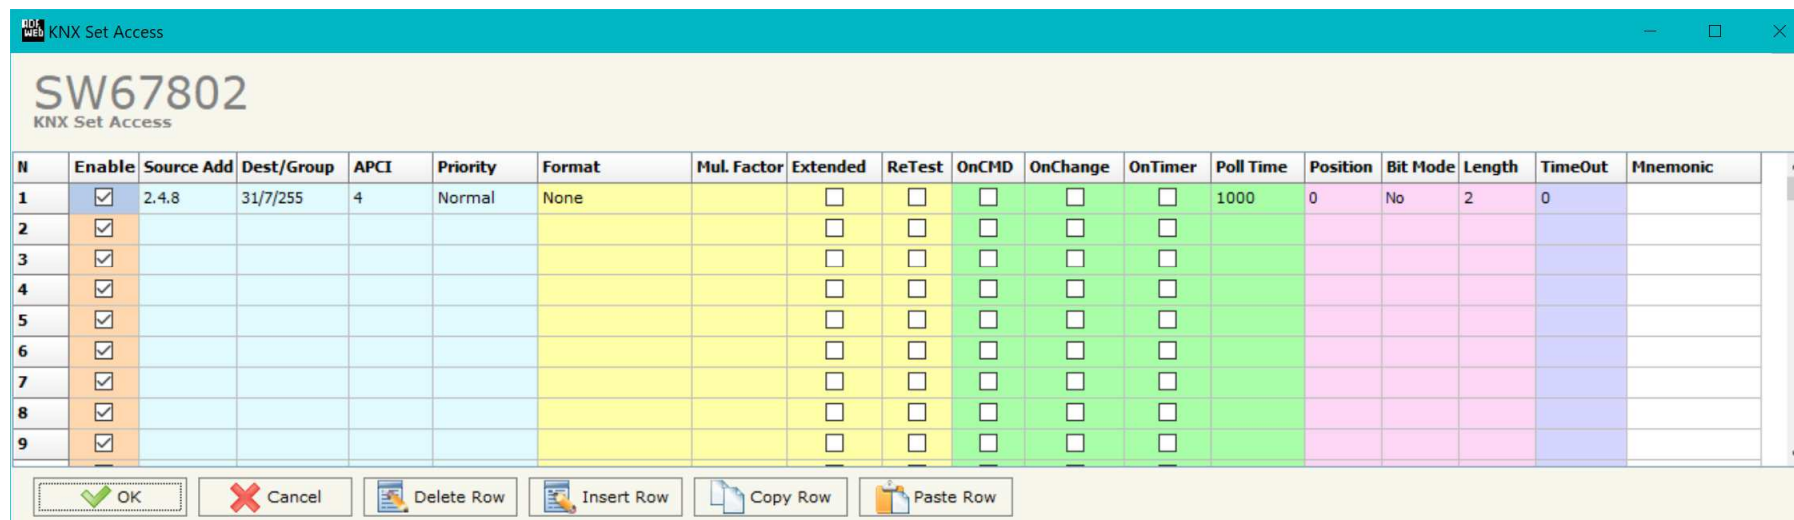 ADF web KNX Set Access
SW67802
KNX Set Access
N Enable Source Add Dest/Group APCI Priority Format Mul. Factor Extended ReTest OnCMD OnChange OnTimer Poll Time Position Bit Mode Length TimeOut Mnemonic
1 2.4.8 31/7/255 4 Normal None 1000 0 No 2 0
2
3
4
5
6
7
8
9
OK Cancel Delete Row Insert Row Copy Row Paste Row